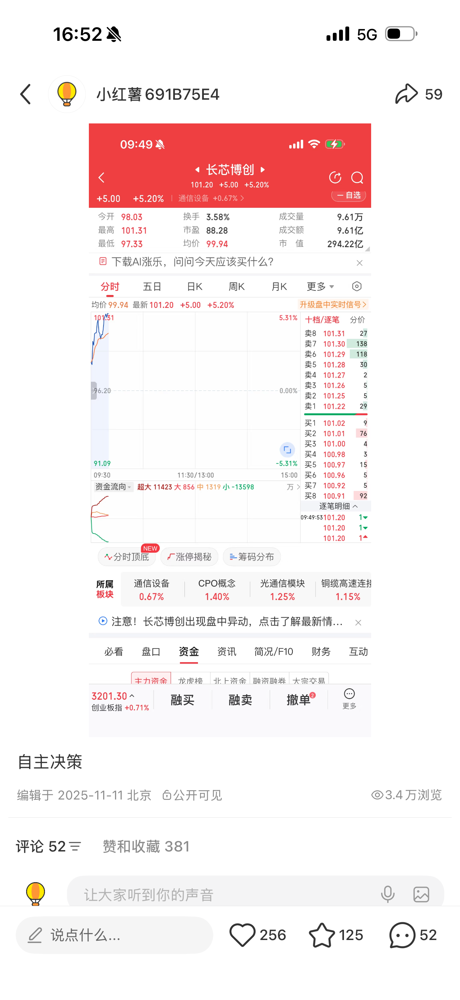 16:52 5G
小红薯691B75E4 59
09:49
长芯博创
101.20 +5.00 +5.20%
+5.00 +5.20% 通信设备 +0.67% 一 自选
今开 98.03 换手 3.58% 成交量 9.61万
最高 101.31 市盈 88.28 成交额 9.61亿
最低 97.33 均价 99.94 市 值 294.22亿
下载AI涨乐，问问今天应该买什么？
分时 五日 日K 周K 月K 更多
均价 99.94 最新 101.20 +5.00 +5.20% 升级盘中实时信号
101.31 5.31%
96.20 0.00%
91.09 -5.31%
09:30 11:30/13:00 15:00
资金流向 超大 11423 大 856 中 1319 小 -13598 万
十档/逐笔 分价
卖8 101.31 27
卖7 101.30 138
卖6 101.29 118
卖5 101.28 30
卖4 101.27 2
卖3 101.26 5
卖2 101.25 5
卖1 101.22 29
买1 101.02 9
买2 101.01 76
买3 101.00 4
买4 100.98 3
买5 100.97 15
买6 100.96 5
买7 100.92 5
买8 100.91 92
逐笔明细
09:49:53 101.20 1
101.20 1
101.20 1
NEW
分时顶底 涨停揭秘 筹码分布
所属 通信设备 CPO概念 光通信模块 铜缆高速连接
板块 0.67% 1.40% 1.25% 1.15%
注意！长芯博创出现盘中异动，点击了解最新情...
必看 盘口 资金 资讯 简况/F10 财务 互动
主力资金 龙虎榜 北上资金 融资融券 大宗交易
3201.30 融买 融卖 撤单 2
创业板指 +0.71% 更多
自主决策
编辑于 2025-11-11 北京 公开可见 3.4 万浏览
评论 52 赞和收藏 381
让大家听到你的声音
说点什么... 256 125 52